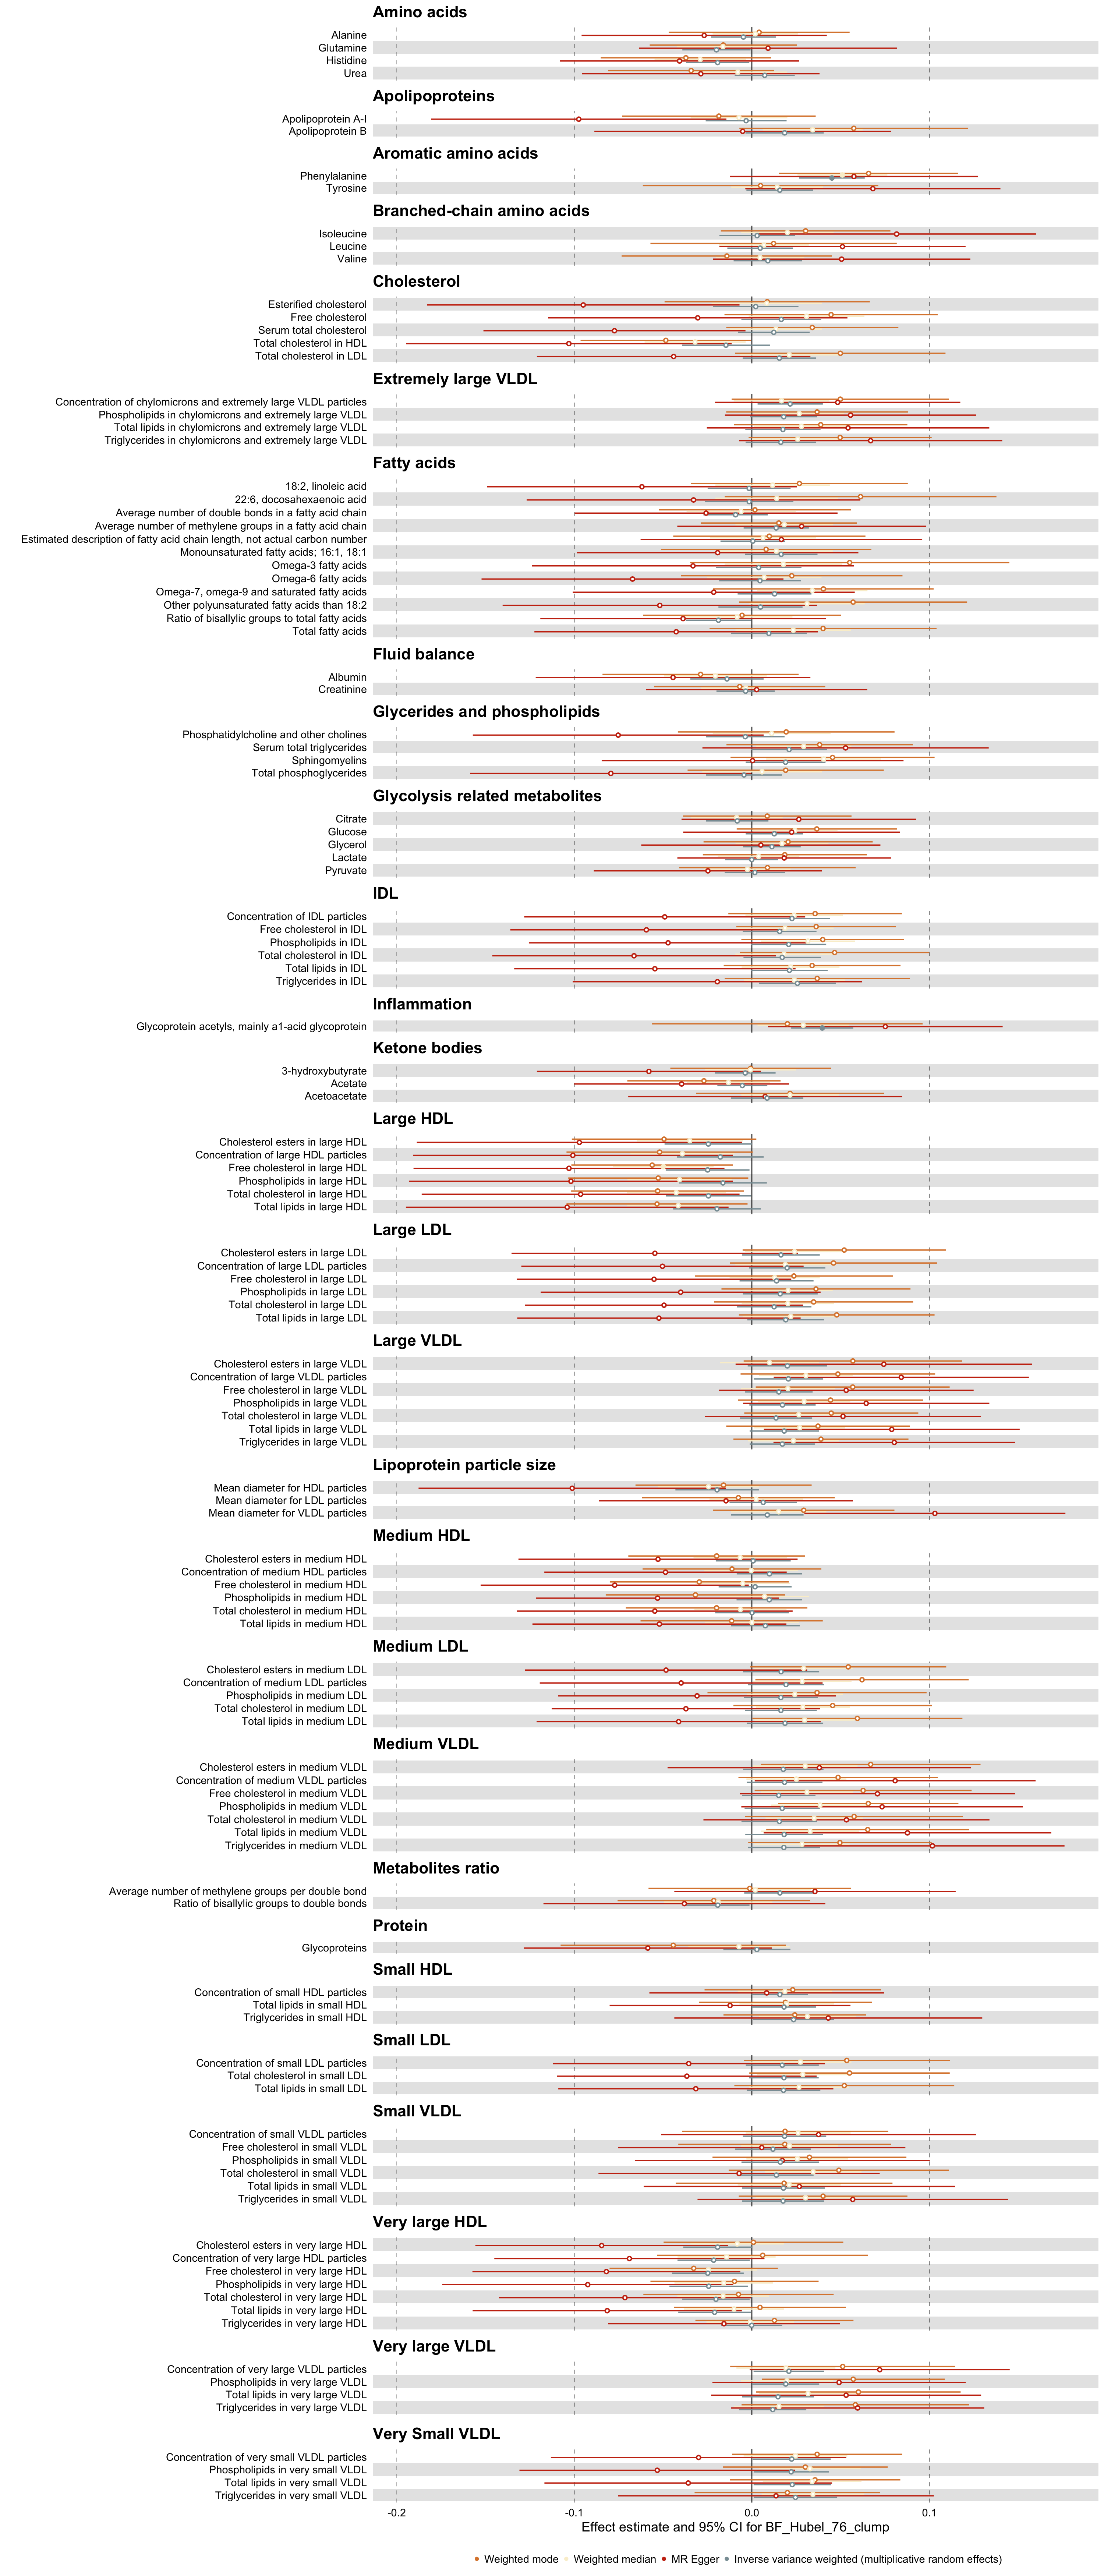 Amino acids
Alanine
Glutamine
Histidine
Urea
Apolipoproteins
Apolipoprotein A-I
Apolipoprotein B
Aromatic amino acids
Phenylalanine
Tyrosine
Branched-chain amino acids
Isoleucine
Leucine
Valine
Cholesterol
Esterified cholesterol
Free cholesterol
Serum total cholesterol
Total cholesterol in HDL
Total cholesterol in LDL
Extremely large VLDL
Concentration of chylomicrons and extremely large VLDL particles
Phospholipids in chylomicrons and extremely large VLDL
Total lipids in chylomicrons and extremely large VLDL
Triglycerides in chylomicrons and extremely large VLDL
Fatty acids
18:2, linoleic acid
22:6, docosahexaenoic acid
Average number of double bonds in a fatty acid chain
Average number of methylene groups in a fatty acid chain
Estimated description of fatty acid chain length, not actual carbon number
Monounsaturated fatty acids; 16:1, 18:1
Omega-3 fatty acids
Omega-6 fatty acids
Omega-7, omega-9 and saturated fatty acids
Other polyunsaturated fatty acids than 18:2
Ratio of bisallylic groups to total fatty acids
Total fatty acids
Fluid balance
Albumin
Creatinine
Glycerides and phospholipids
Phosphatidylcholine and other cholines
Serum total triglycerides
Sphingomyelins
Total phosphoglycerides
Glycolysis related metabolites
Citrate
Glucose
Glycerol
Lactate
Pyruvate
IDL
Concentration of IDL particles
Free cholesterol in IDL
Phospholipids in IDL
Total cholesterol in IDL
Total lipids in IDL
Triglycerides in IDL
Inflammation
Glycoprotein acetyls, mainly a1-acid glycoprotein
Ketone bodies
3-hydroxybutyrate
Acetate
Acetoacetate
Large HDL
Cholesterol esters in large HDL
Concentration of large HDL particles
Free cholesterol in large HDL
Phospholipids in large HDL
Total cholesterol in large HDL
Total lipids in large HDL
Large LDL
Cholesterol esters in large LDL
Concentration of large LDL particles
Free cholesterol in large LDL
Phospholipids in large LDL
Total cholesterol in large LDL
Total lipids in large LDL
Large VLDL
Cholesterol esters in large VLDL
Concentration of large VLDL particles
Free cholesterol in large VLDL
Phospholipids in large VLDL
Total cholesterol in large VLDL
Total lipids in large VLDL
Triglycerides in large VLDL
Lipoprotein particle size
Mean diameter for HDL particles
Mean diameter for LDL particles
Mean diameter for VLDL particles
Medium HDL
Cholesterol esters in medium HDL
Concentration of medium HDL particles
Free cholesterol in medium HDL
Phospholipids in medium HDL
Total cholesterol in medium HDL
Total lipids in medium HDL
Medium LDL
Cholesterol esters in medium LDL
Concentration of medium LDL particles
Phospholipids in medium LDL
Total cholesterol in medium LDL
Total lipids in medium LDL
Medium VLDL
Cholesterol esters in medium VLDL
Concentration of medium VLDL particles
Free cholesterol in medium VLDL
Phospholipids in medium VLDL
Total cholesterol in medium VLDL
Total lipids in medium VLDL
Triglycerides in medium VLDL
Metabolites ratio
Average number of methylene groups per double bond
Ratio of bisallylic groups to double bonds
Protein
Glycoproteins
Small HDL
Concentration of small HDL particles
Total lipids in small HDL
Triglycerides in small HDL
Small LDL
Concentration of small LDL particles
Total cholesterol in small LDL
Total lipids in small LDL
Small VLDL
Concentration of small VLDL particles
Free cholesterol in small VLDL
Phospholipids in small VLDL
Total cholesterol in small VLDL
Total lipids in small VLDL
Triglycerides in small VLDL
Very large HDL
Cholesterol esters in very large HDL
Concentration of very large HDL particles
Free cholesterol in very large HDL
Phospholipids in very large HDL
Total cholesterol in very large HDL
Total lipids in very large HDL
Triglycerides in very large HDL
Very large VLDL
Concentration of very large VLDL particles
Phospholipids in very large VLDL
Total lipids in very large VLDL
Triglycerides in very large VLDL
Very Small VLDL
Concentration of very small VLDL particles
Phospholipids in very small VLDL
Total lipids in very small VLDL
Triglycerides in very small VLDL
-0.2 -0.1 0.0 0.1
Effect estimate and 95% CI for BF_Hubel_76_clump
Weighted mode Weighted median MR Egger Inverse variance weighted (multiplicative random effects)